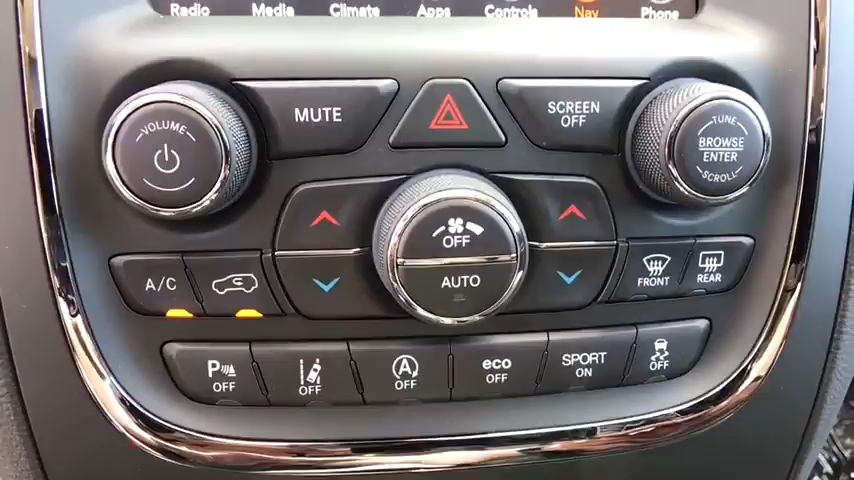 Radio Media Climate Apps Controls Nav Phone
MUTE
SCREEN
OFF
VOLUME
TUNE
BROWSE
ENTER
SCROLL
OFF
AUTO
A/C
FRONT
REAR
P OFF
OFF
A OFF
eco
OFF
SPORT
ON
OFF